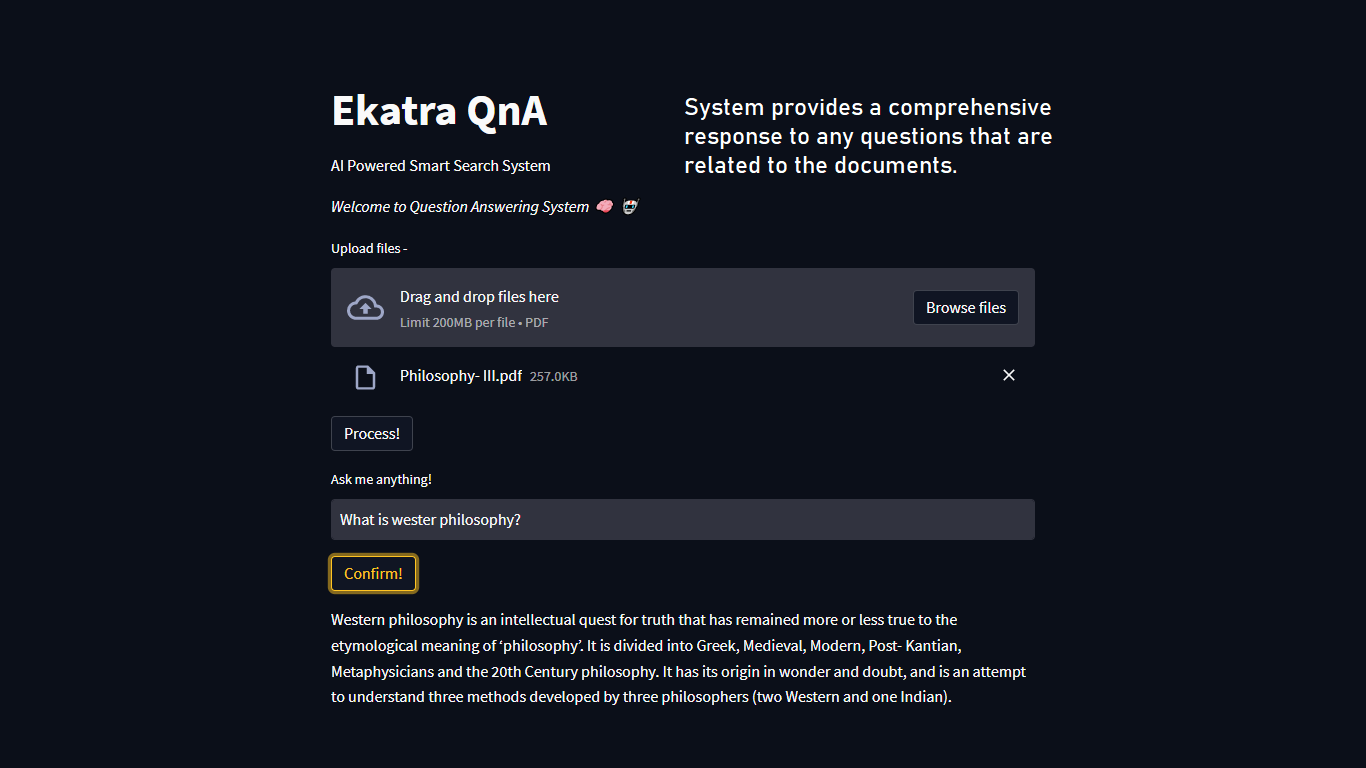 Ekatra QnA
System provides a comprehensive
response to any questions that are
related to the documents.
AI Powered Smart Search System
Welcome to Question Answering System
Upload files -
Drag and drop files here
Limit 200MB per file • PDF
Browse files
Philosophy- III.pdf 257.0KB
Process!
Ask me anything!
What is wester philosophy?
Confirm!
Western philosophy is an intellectual quest for truth that has remained more or less true to the
etymological meaning of ‘philosophy’. It is divided into Greek, Medieval, Modern, Post- Kantian,
Metaphysicians and the 20th Century philosophy. It has its origin in wonder and doubt, and is an attempt
to understand three methods developed by three philosophers (two Western and one Indian).